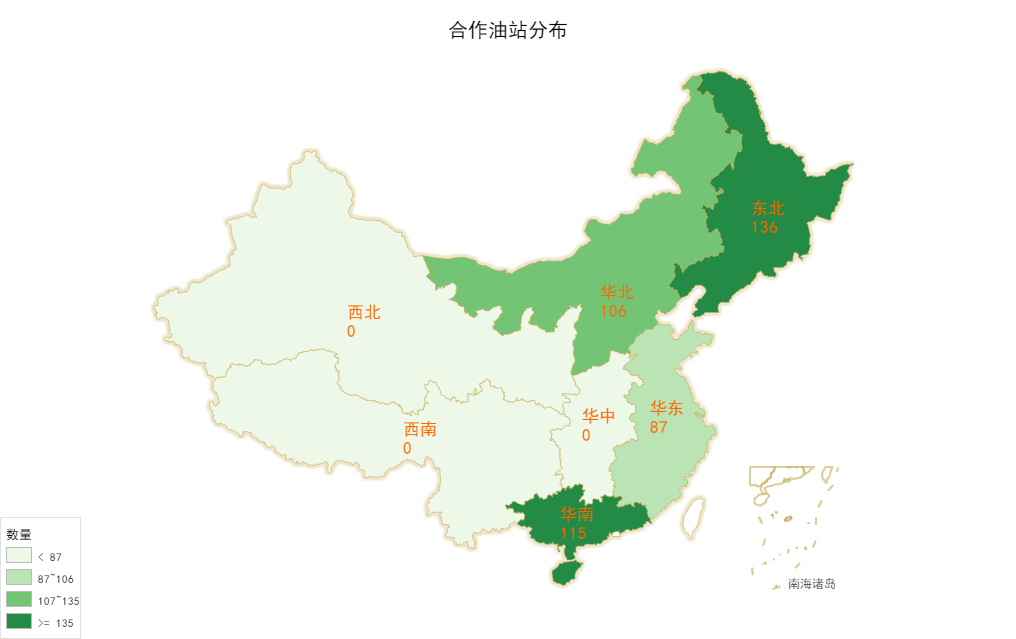 合作油站分布
东北
136
华北
106
西北
0
华东
87
华中
0
西南
0
华南
115
数量
< 87
87~106
107~135
>= 135
南海诸岛